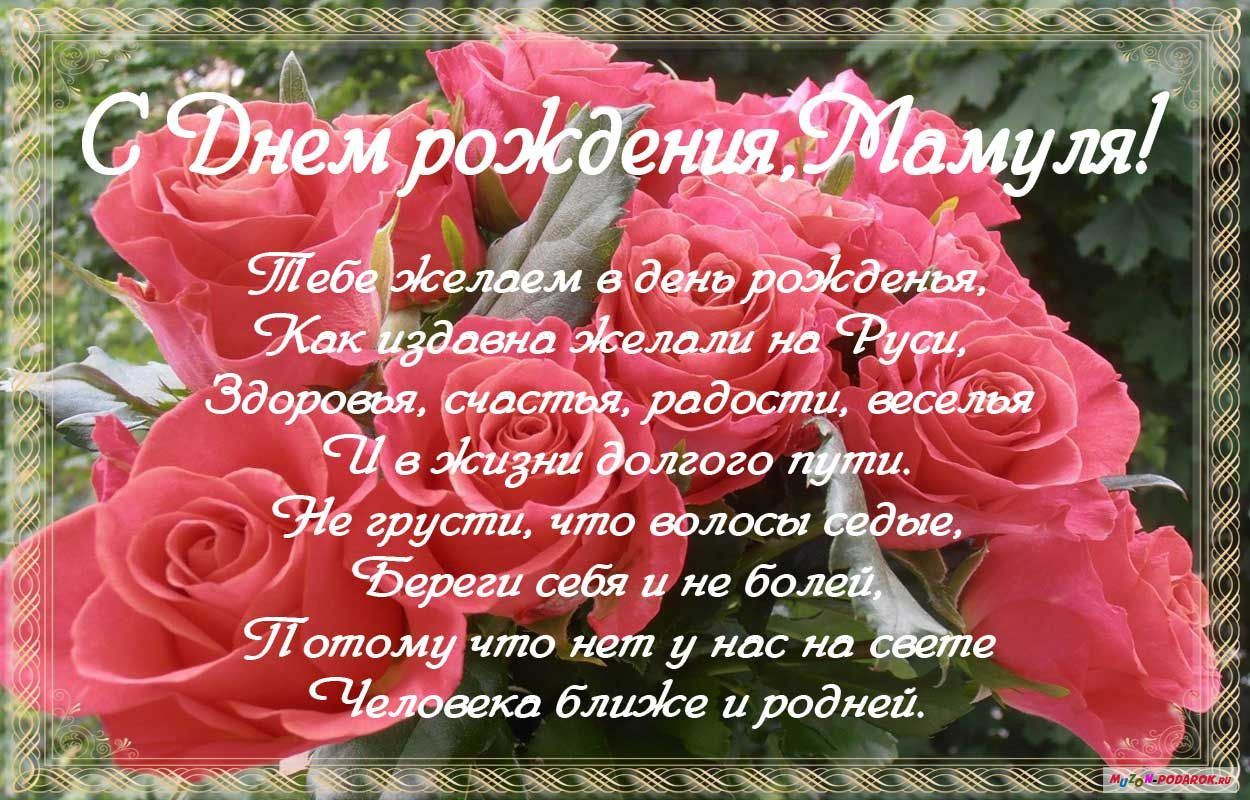 С Днем рождения, Мамуля!
Тебе желаем в день рожденья,
Как издавна желали на Руси,
Здоровья, счастья, радости, веселья
И в жизни долгого пути.
Не грусти, что волосы седые,
Береги себя и не болей,
Потому что нет у нас на свете
Человека ближе и родней.
MuZoN-PODAROK.RU